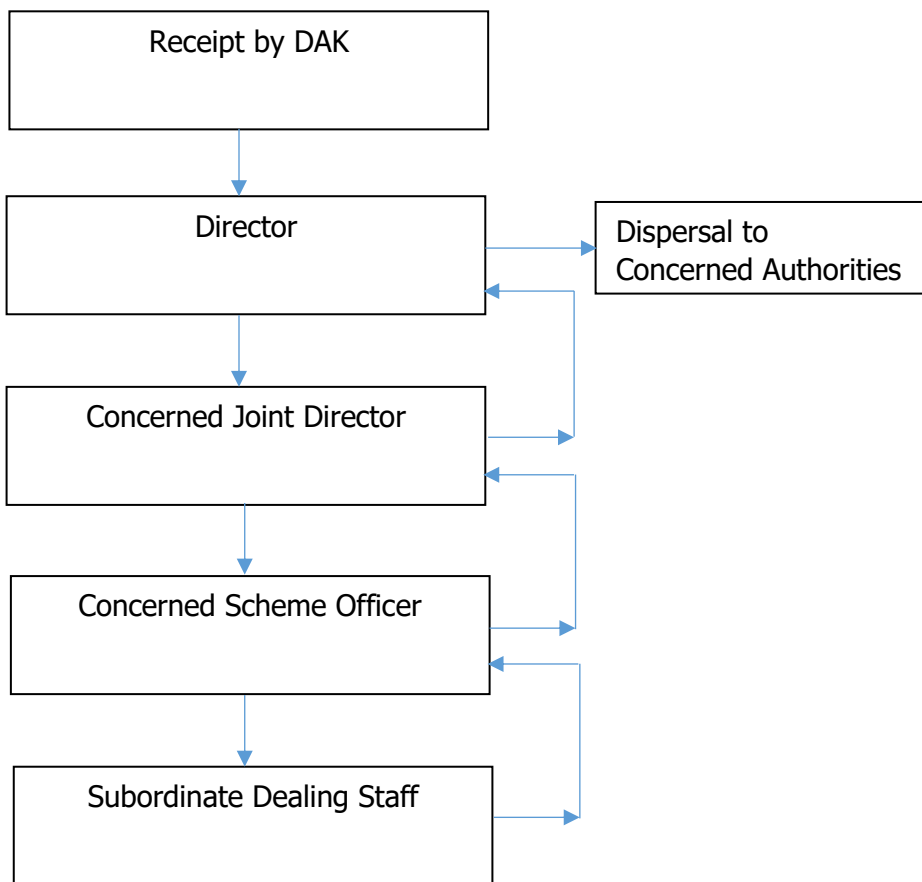 Receipt by DAK
Director
Dispersal to
Concerned Authorities
Concerned Joint Director
Concerned Scheme Officer
Subordinate Dealing Staff